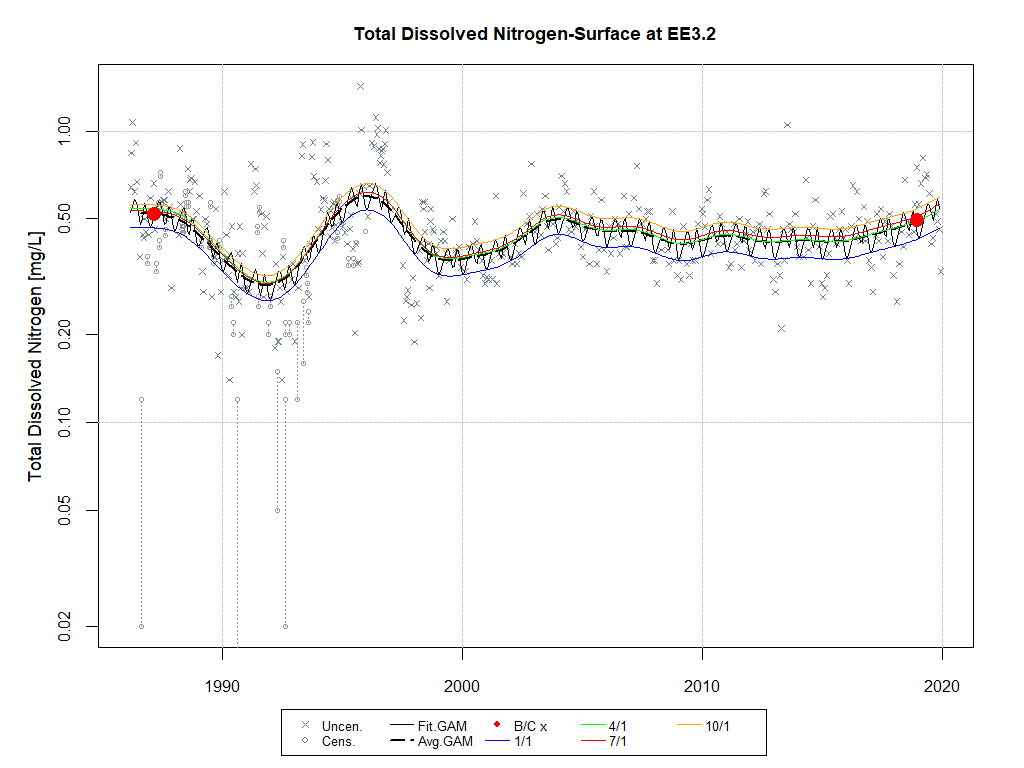 Total Dissolved Nitrogen-Surface at EE3.2
Total Dissolved Nitrogen [mg/L]
1.00
0.50
0.20
0.10
0.05
0.02
1990 2000 2010 2020
Uncen. Fit.GAM B/C x 4/1 10/1
Cens. Avg.GAM 1/1 7/1